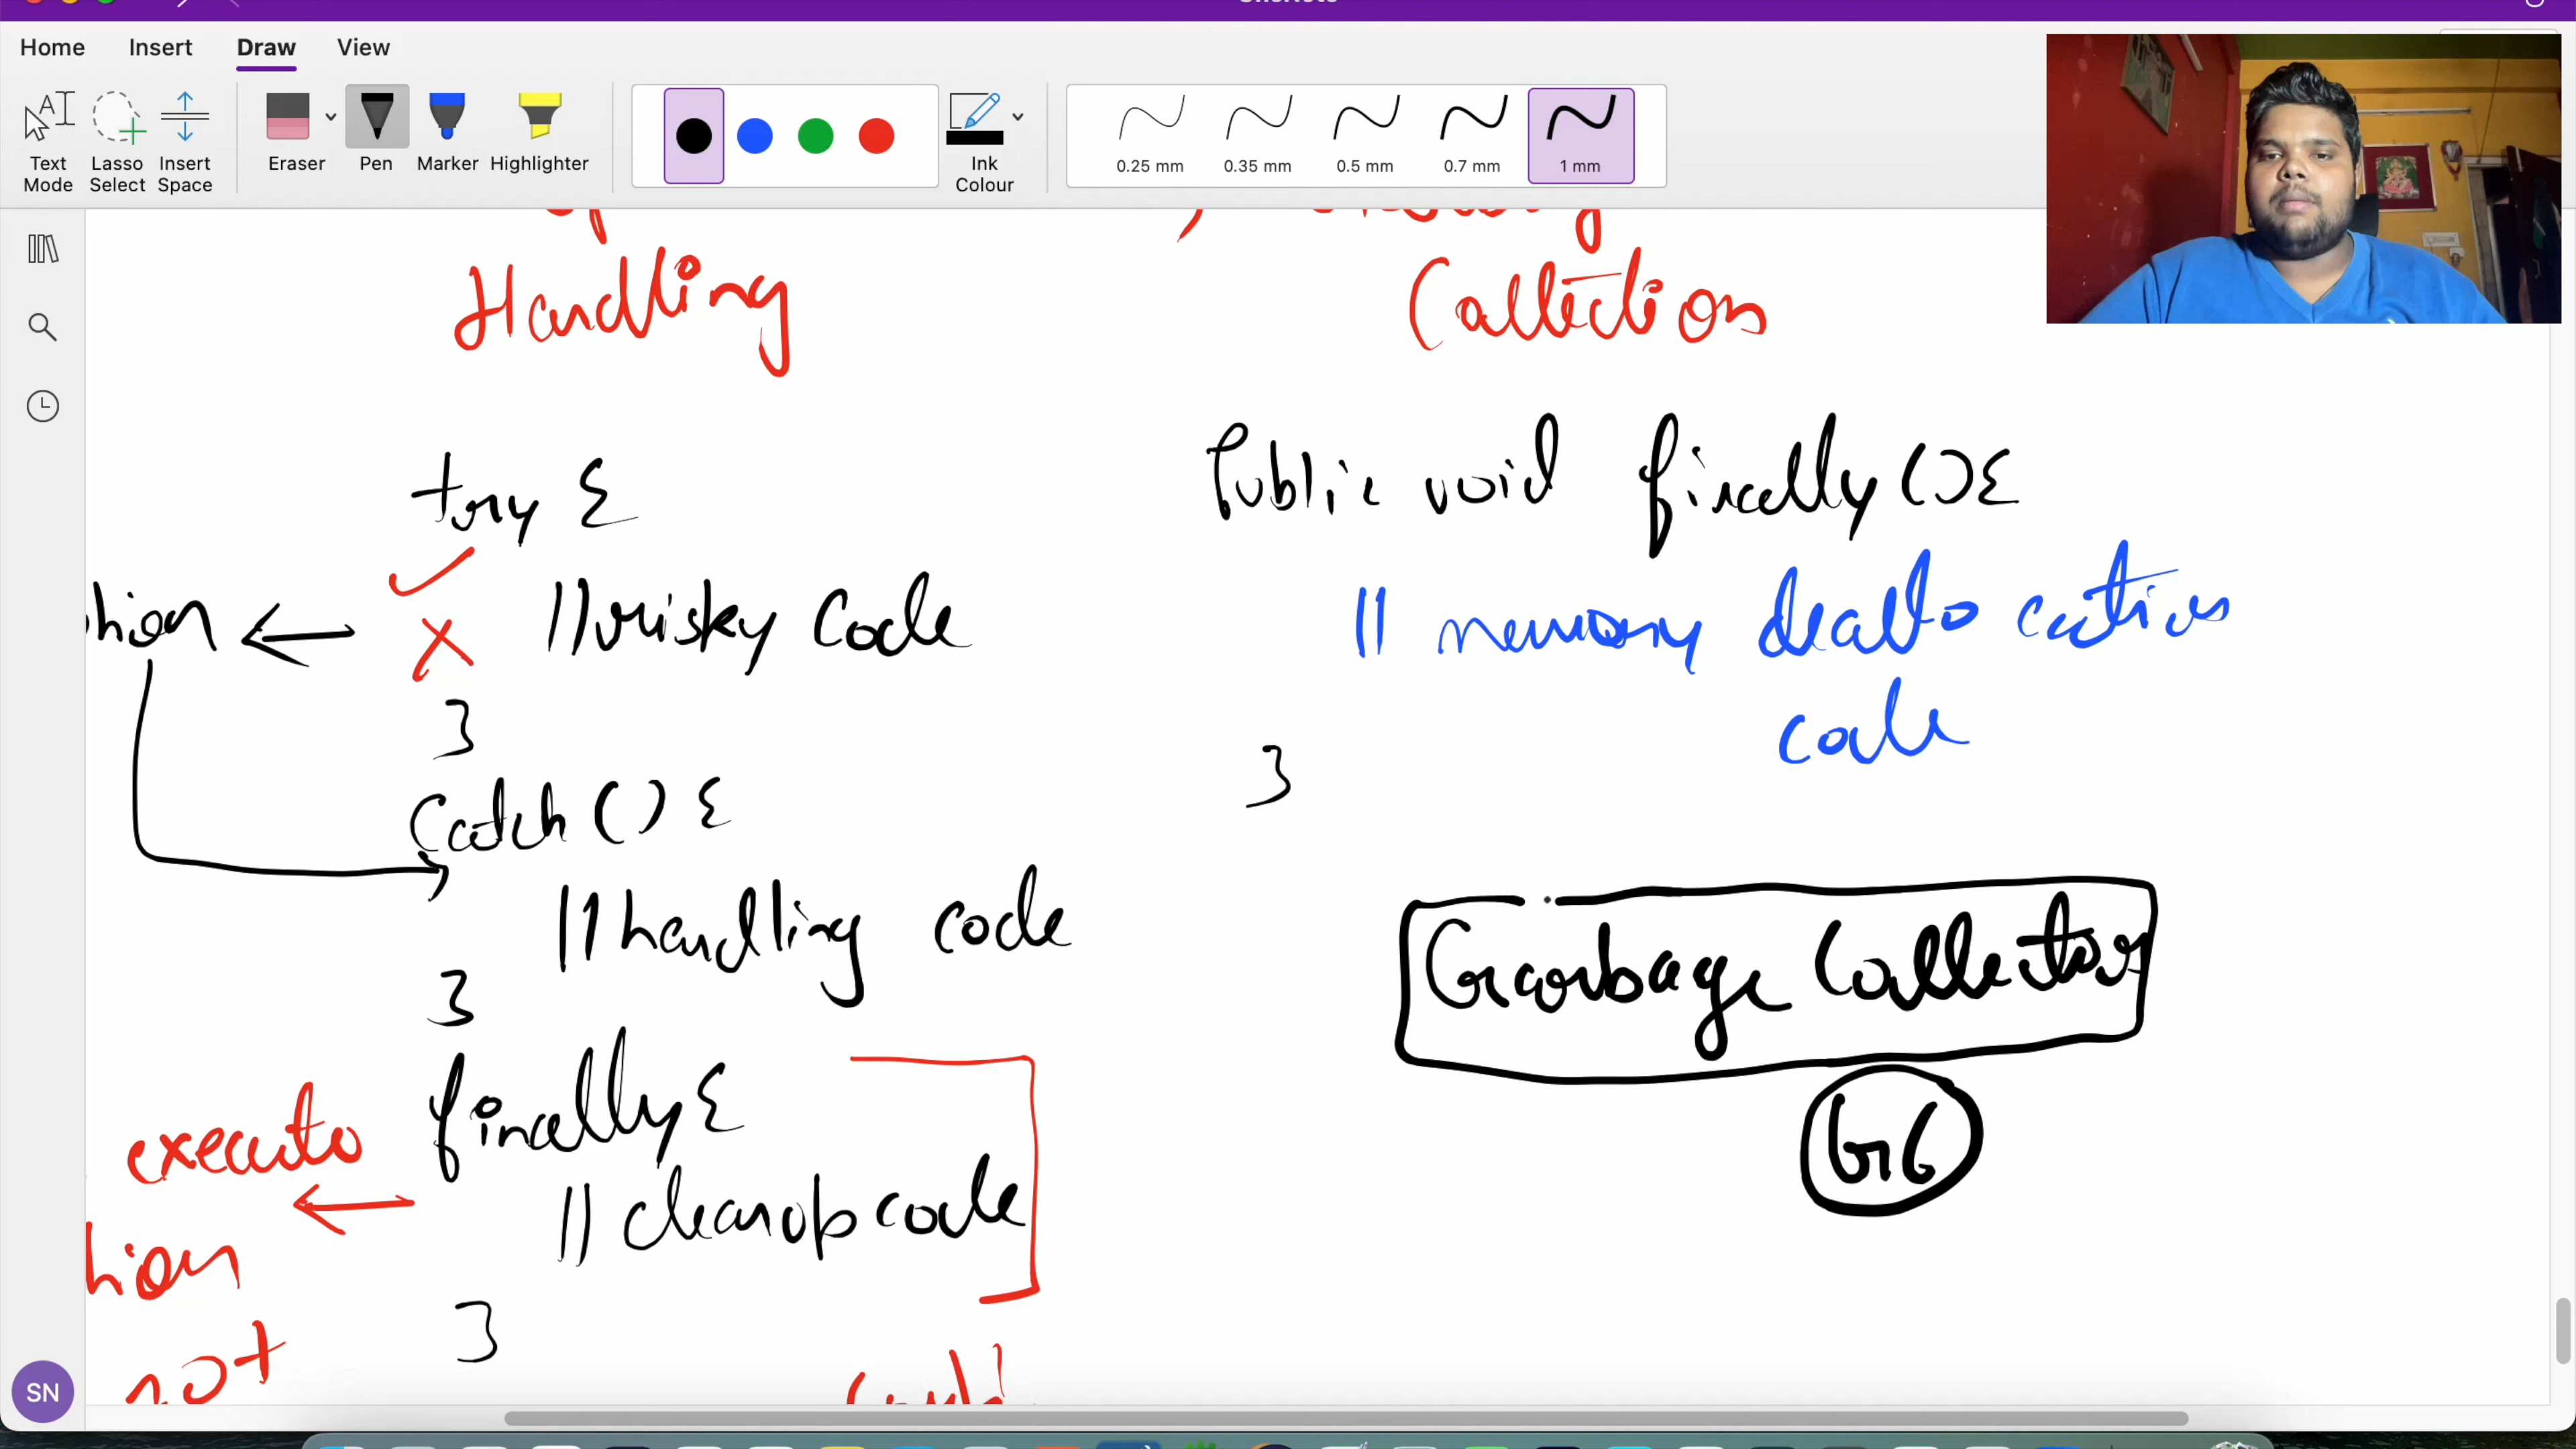 Home Insert Draw View
Text Mode
Lasso Select
Insert Space
Eraser
Pen
Marker
Highlighter
Ink Colour
0.25 mm
0.35 mm
0.5 mm
0.7 mm
1 mm
Handling
Collection
try {
// risky code
}
catch () {
// handling code
}
finally {
// cleanup code
}
execute
not
Public void finally () {
// memory deallocation
code
}
Garbage Collector
GC
SN